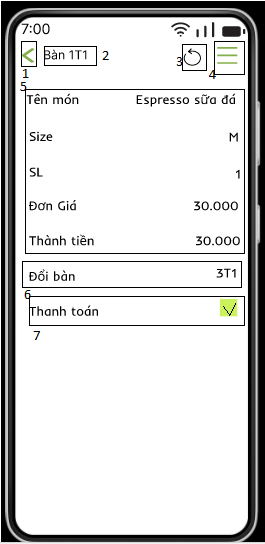 7:00
Bàn 1T1 2
1 3 4
5
Tên món Espresso sữa đá
Size M
SL 1
Đơn Giá 30.000
Thành tiền 30.000
Đổi bàn 3T1
6
Thanh toán
7